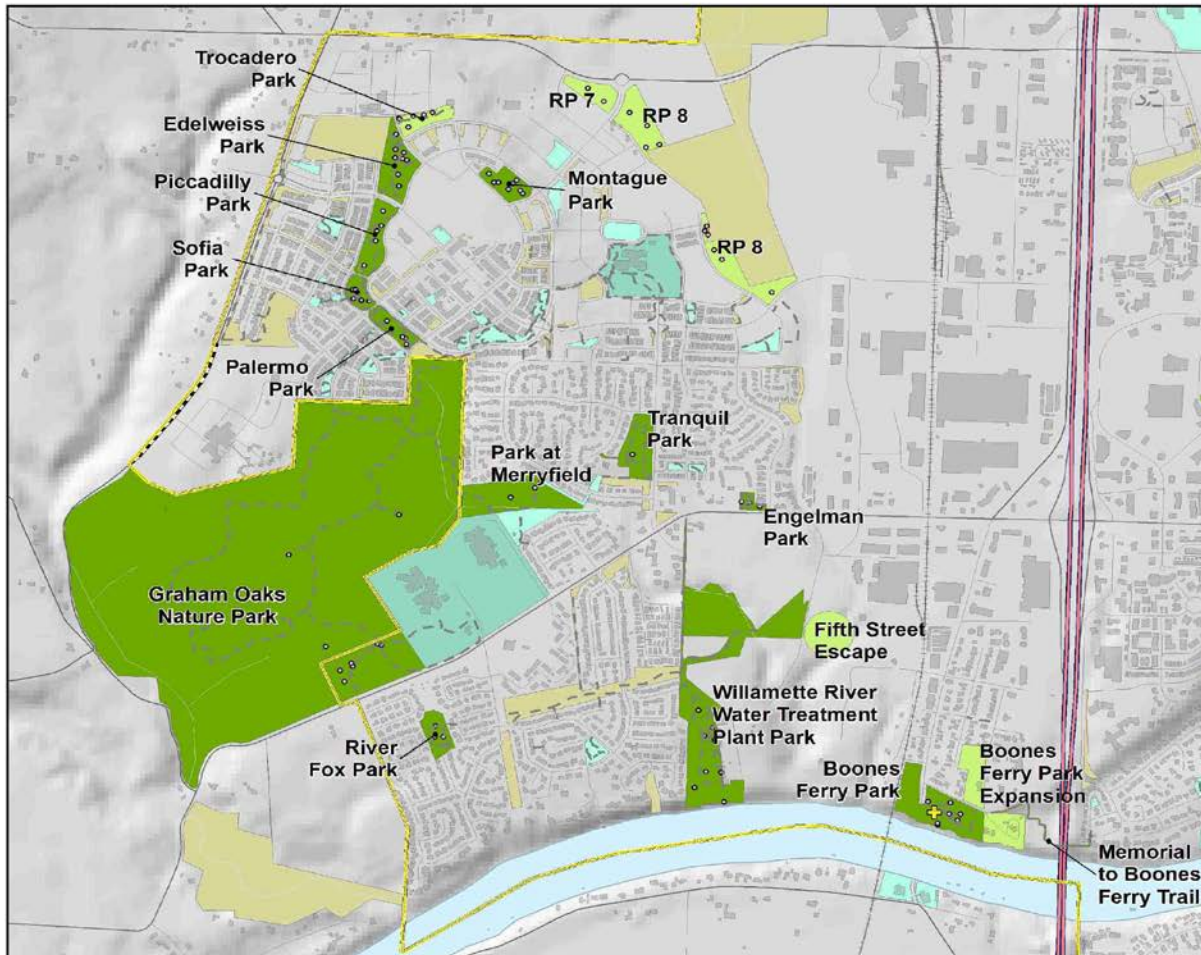 Trocadero
Park
Edelweiss
Park
Piccadilly
Park
Sofia
Park
Palermo
Park
RP 7
RP 8
Montague
Park
RP 8
Tranquil
Park
Park at
Merryfield
Engelman
Park
Graham Oaks
Nature Park
Fifth Street
Escape
Willamette River
Water Treatment
Plant Park
River
Fox Park
Boones
Ferry Park
Boones
Ferry Park
Expansion
Memorial
to Boones
Ferry Trail